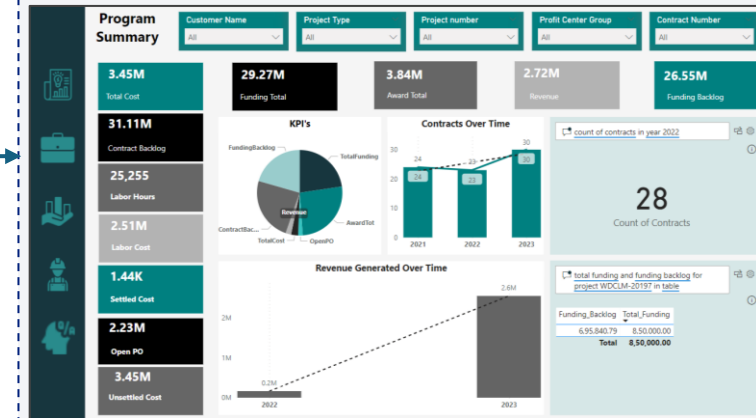 Program
Summary
Customer Name
All
Project Type
All
Project number
All
Profit Center Group
All
Contract Number
All
3.45M
Total Cost
29.27M
Funding Total
3.84M
Award Total
2.72M
Revenue
26.55M
Funding Backlog
31.11M
Contract Backlog
25,255
Labor Hours
2.51M
Labor Cost
1.44K
Settled Cost
2.23M
Open PO
3.45M
Unsettled Cost
KPI's
FundingBacklog
TotalFunding
Revenue
AwardTot
ContractBac...
TotalCost
OpenPO
Contracts Over Time
30
20
10
0
24
24
23
23
30
30
2021
2022
2023
count of contracts in year 2022
28
Count of Contracts
Revenue Generated Over Time
2M
1M
0M
0.2M
2.6M
2022
2023
total funding and funding backlog for
project WDCLM-20197 in table
Funding_Backlog Total_Funding
6,95,840.79 8,50,000.00
Total 8,50,000.00